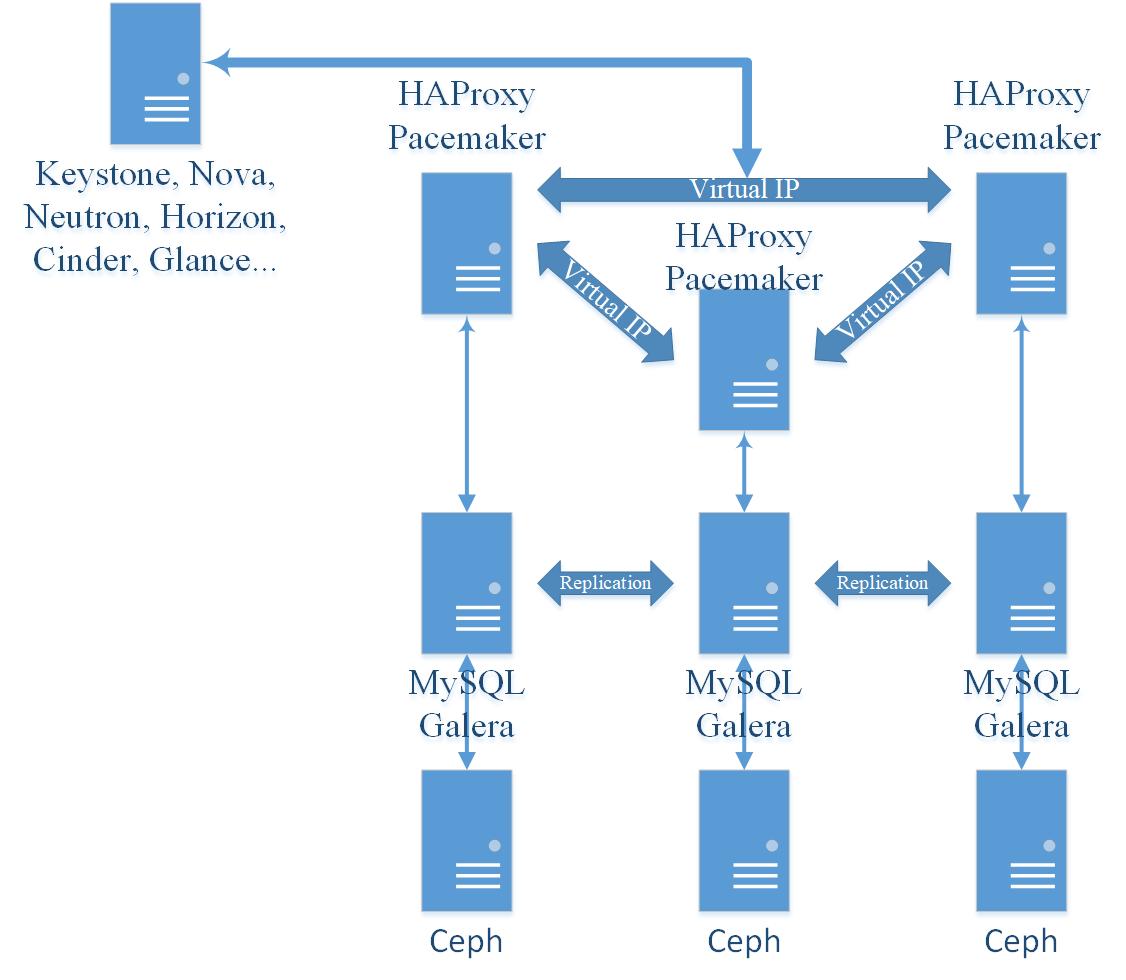 HAProxy
Pacemaker
HAProxy
Pacemaker
Keystone, Nova,
Neutron, Horizon,
Cinder, Glance...
Virtual IP
HAProxy
Pacemaker
Virtual IP
Virtual IP
Replication
Replication
MySQL
Galera
MySQL
Galera
MySQL
Galera
Ceph
Ceph
Ceph